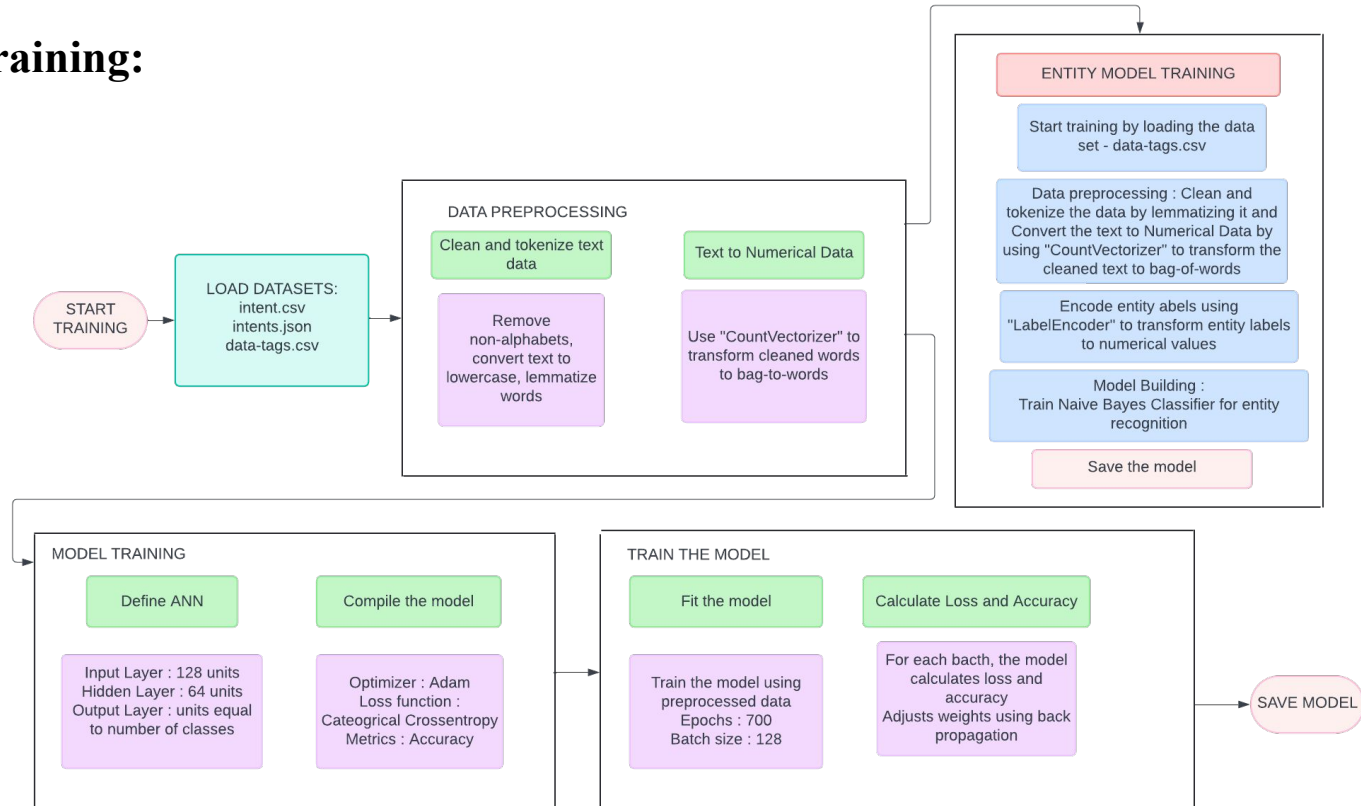 raining:
START
TRAINING
LOAD DATASETS:
intent.csv
intents.json
data-tags.csv
DATA PREPROCESSING
Clean and tokenize text
data
Remove
non-alphabets,
convert text to
lowercase, lemmatize
words
Text to Numerical Data
Use "CountVectorizer" to
transform cleaned words
to bag-to-words
ENTITY MODEL TRAINING
Start training by loading the data
set - data-tags.csv
Data preprocessing : Clean and
tokenize the data by lemmatizing it and
Convert the text to Numerical Data by
using "CountVectorizer" to transform the
cleaned text to bag-of-words
Encode entity abels using
"LabelEncoder" to transform entity labels
to numerical values
Model Building :
Train Naive Bayes Classifier for entity
recognition
Save the model
MODEL TRAINING
Define ANN
Input Layer : 128 units
Hidden Layer : 64 units
Output Layer : units equal
to number of classes
Compile the model
Optimizer : Adam
Loss function :
Cateogrical Crossentropy
Metrics : Accuracy
TRAIN THE MODEL
Fit the model
Train the model using
preprocessed data
Epochs : 700
Batch size : 128
Calculate Loss and Accuracy
For each bacth, the model
calculates loss and
accuracy
Adjusts weights using back
propagation
SAVE MODEL